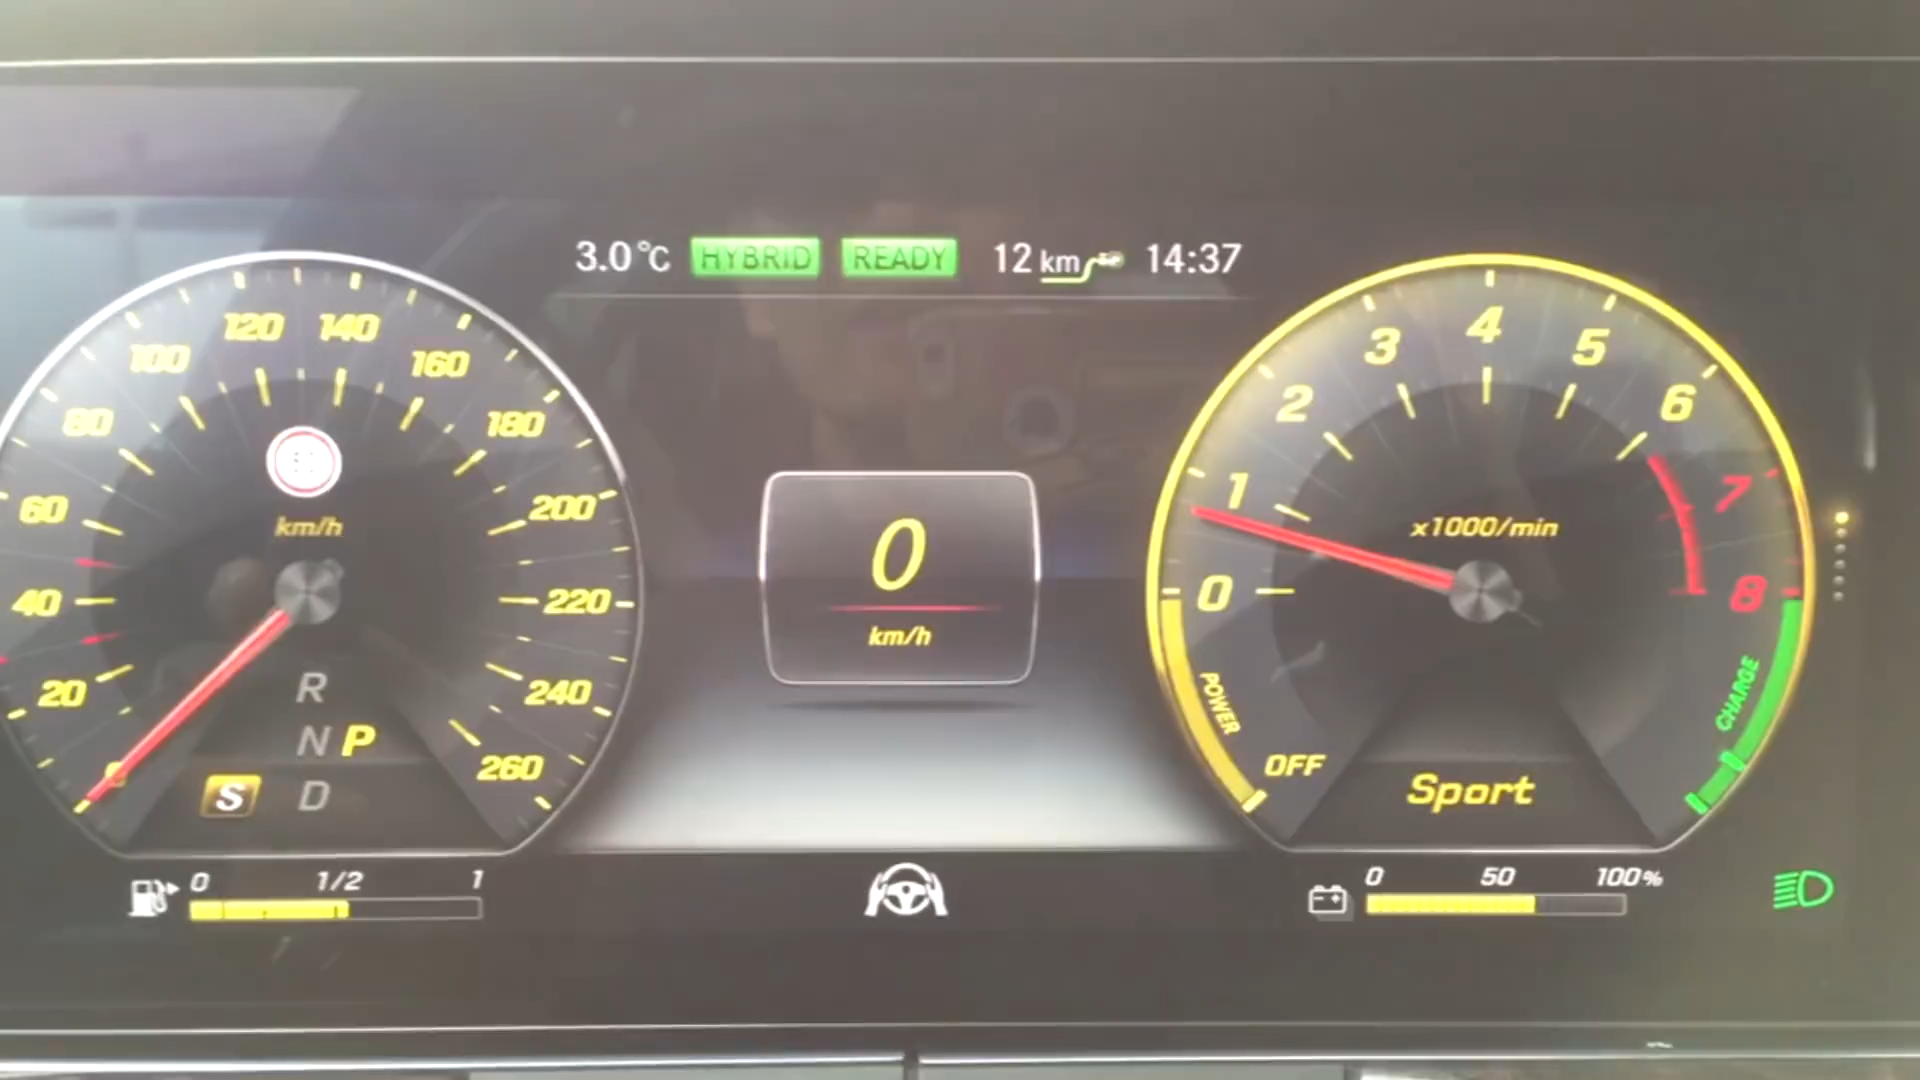 3.0°C HYBRID READY 12 km 14:37
20 40 60 80 100 120 140 160 180 200 220 240 260
km/h
R
N P
S D
0 1/2 1
0
km/h
0 1 2 3 4 5 6 7 8
x1000/min
POWER
OFF
CHARGE
Sport
0 50 100%